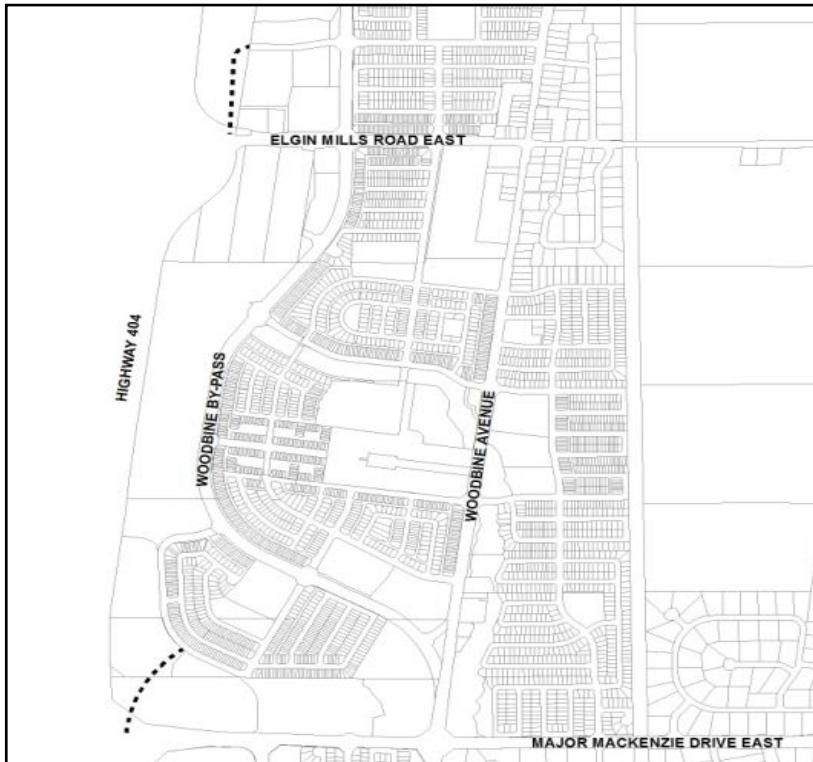 ELGIN MILLS ROAD EAST
HIGHWAY 404
WOODBINE BY-PASS
WOODBINE AVENUE
MAJOR MACKENZIE DRIVE EAST